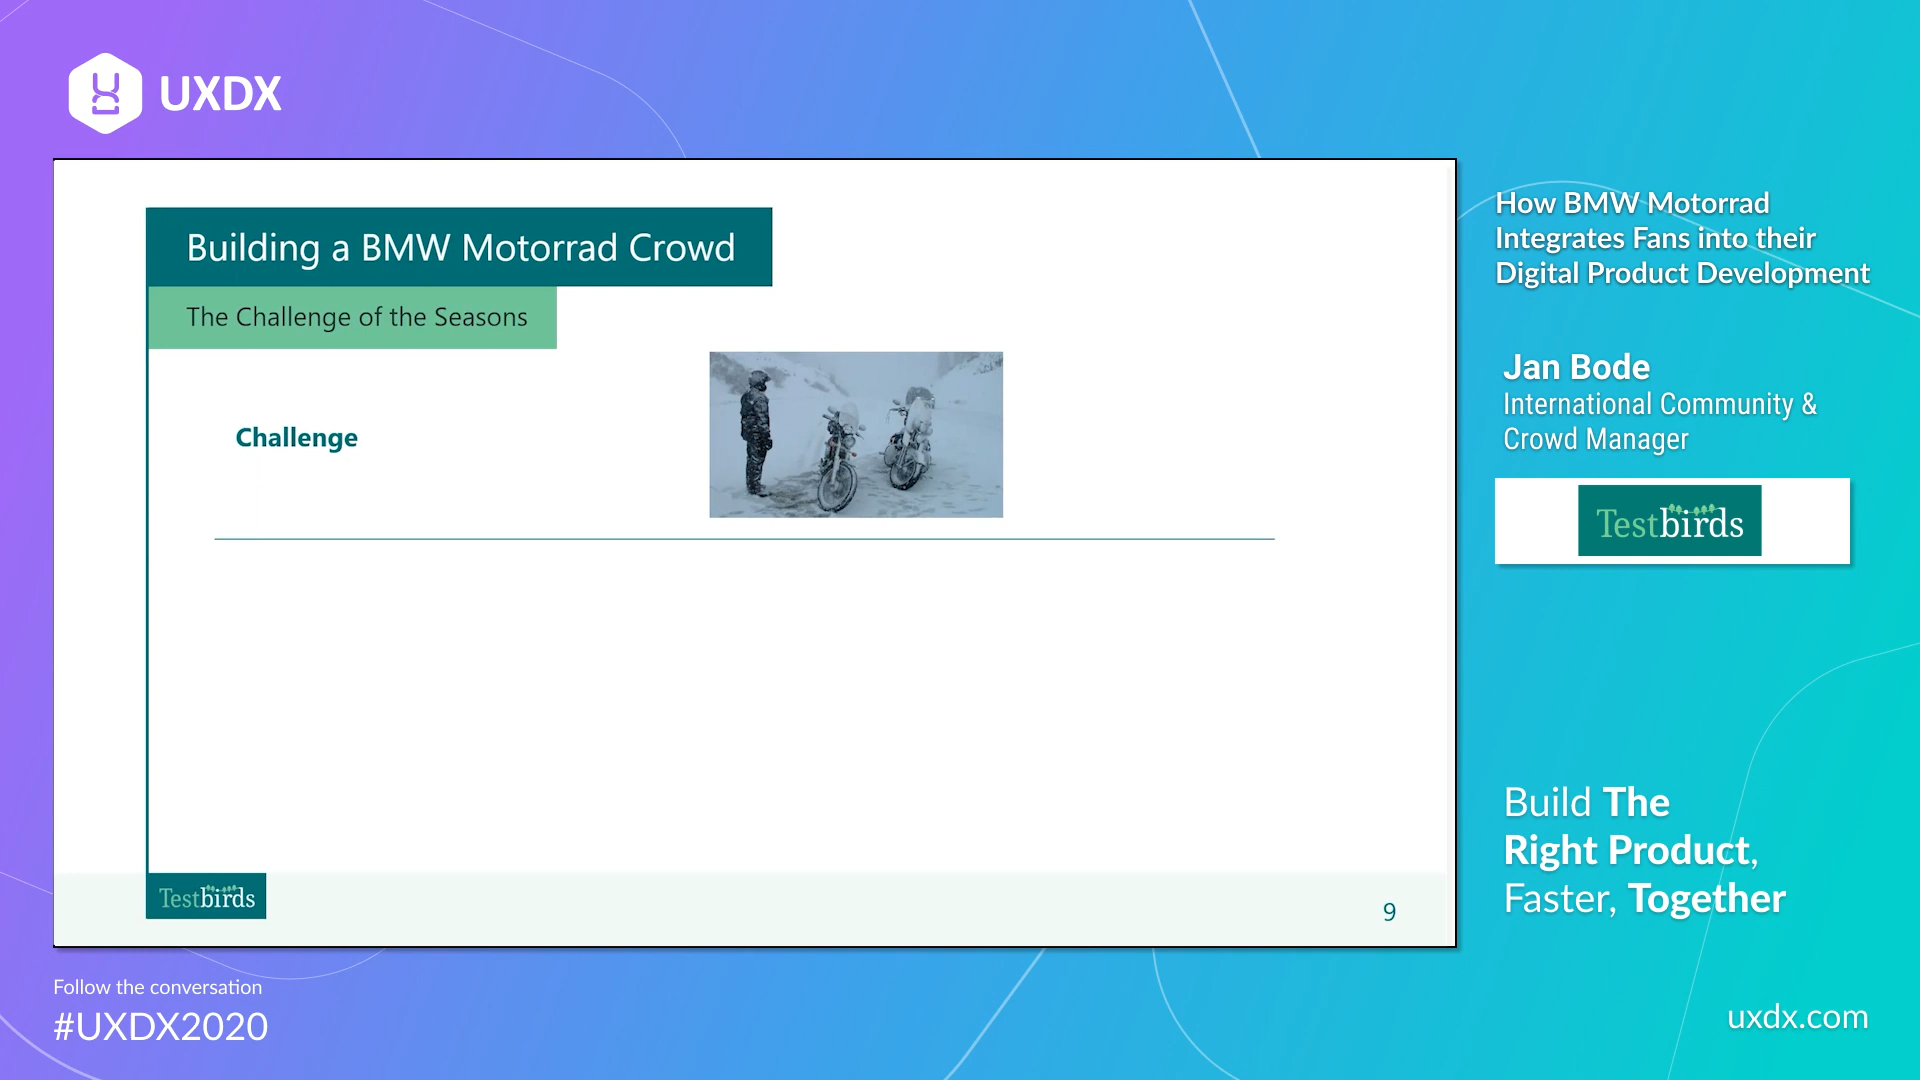 UXDX
Building a BMW Motorrad Crowd
The Challenge of the Seasons
Challenge
Testbirds
9
How BMW Motorrad
Integrates Fans into their
Digital Product Development
Jan Bode
International Community &
Crowd Manager
Testbirds
Build The
Right Product,
Faster, Together
Follow the conversation
#UXDX2020
uxdx.com